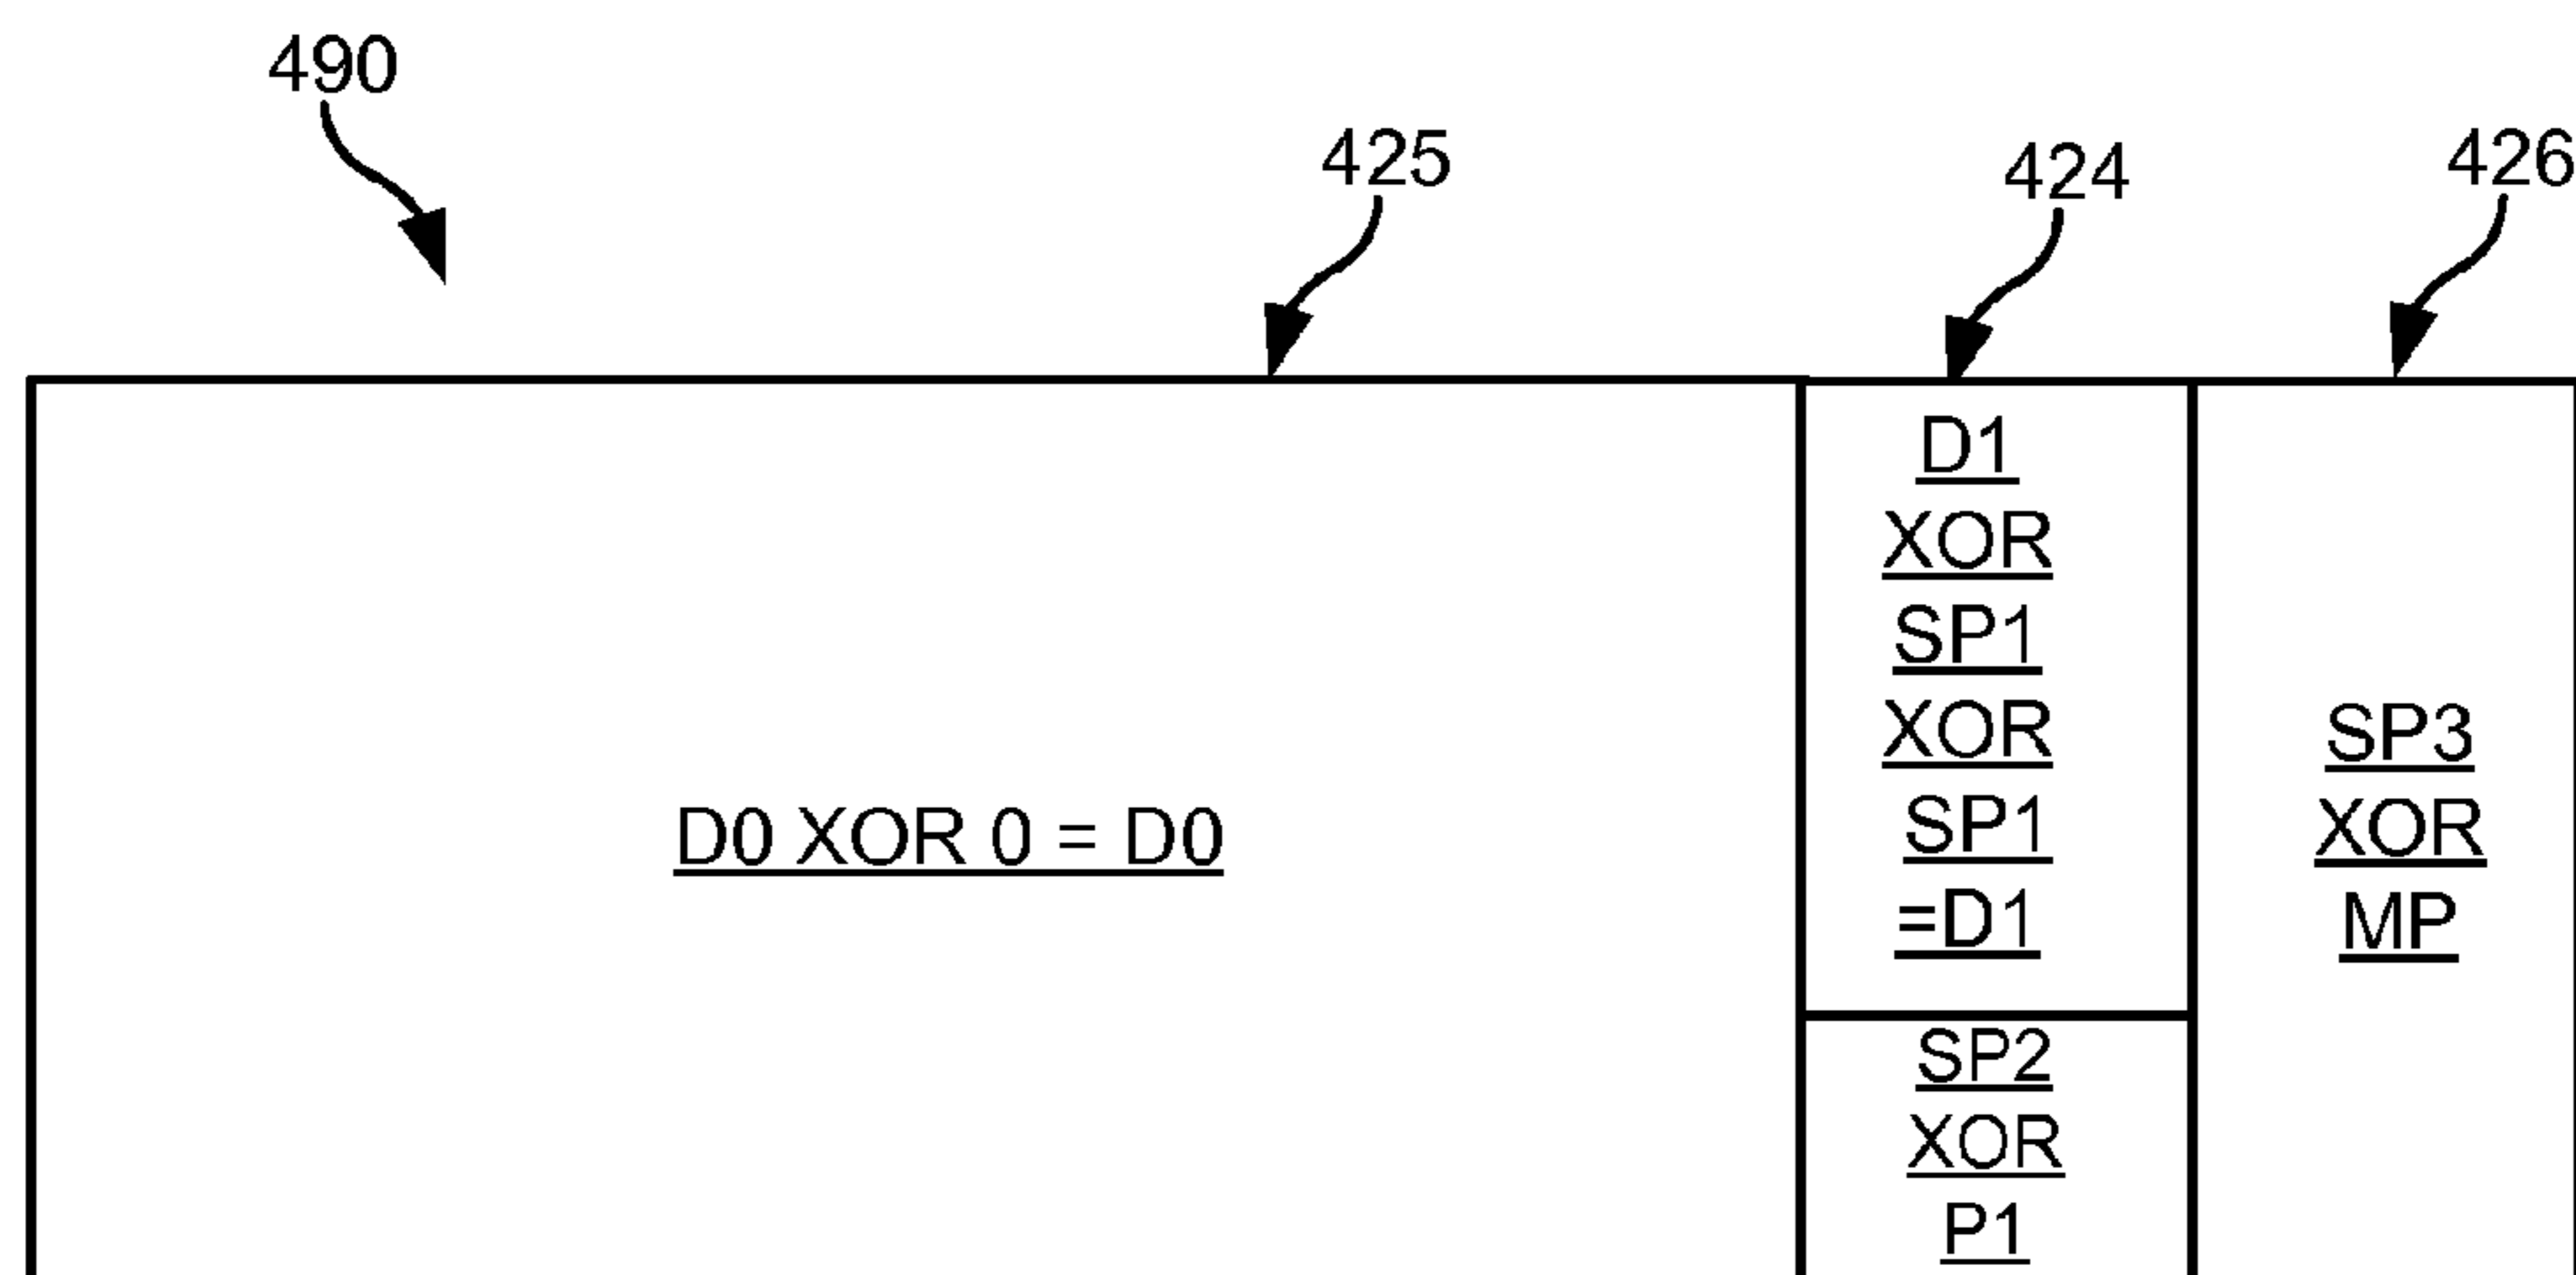 490
425
424
426
D0 XOR 0 = D0
D1
XOR
SP1
XOR
SP1
=D1
SP2
XOR
P1
SP3
XOR
MP